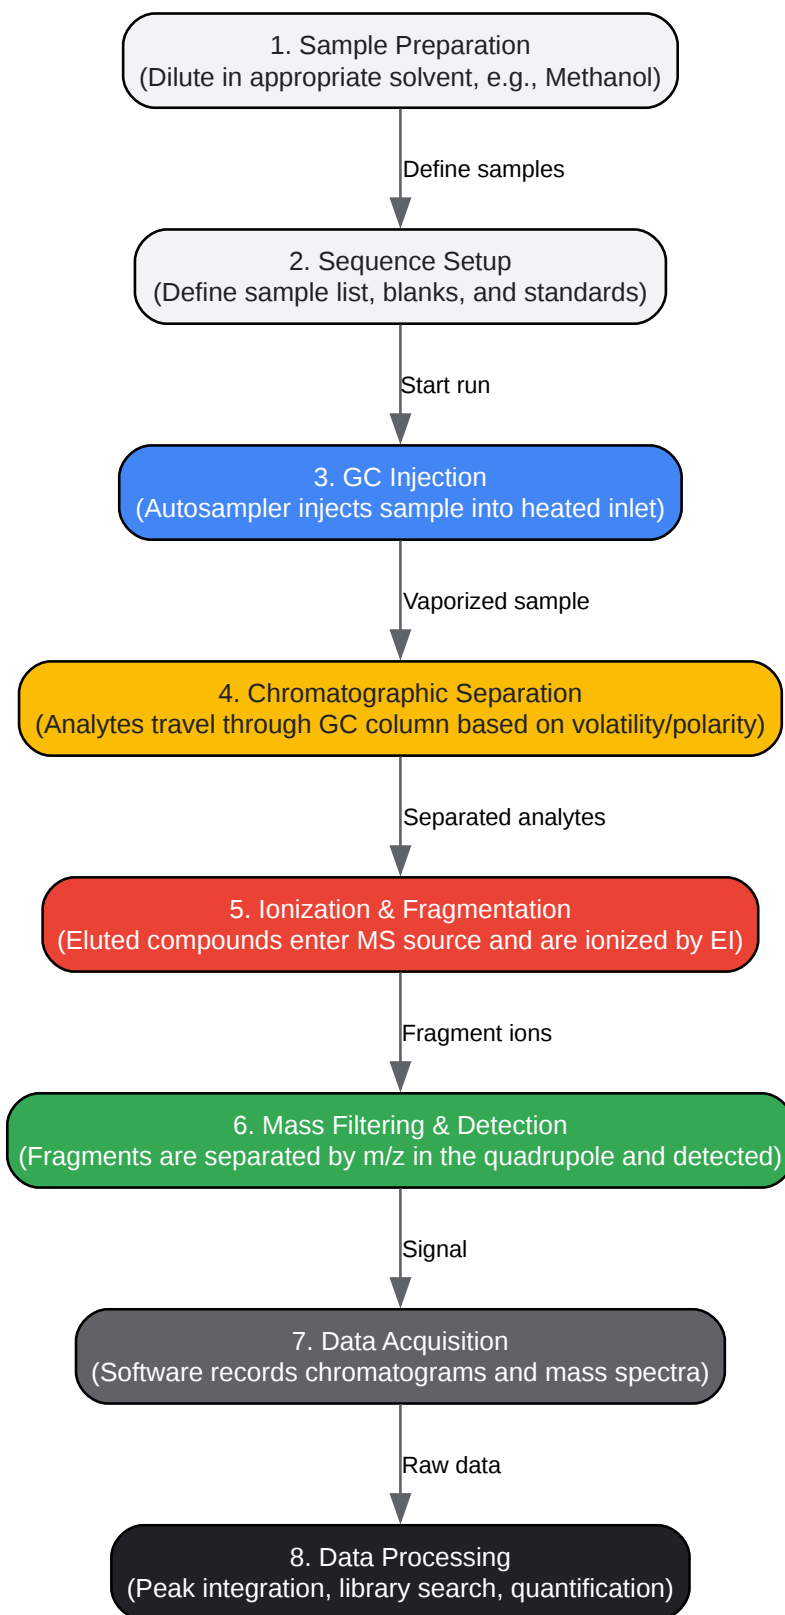 1. Sample Preparation
(Dilute in appropriate solvent, e.g., Methanol)
Define samples
2. Sequence Setup
(Define sample list, blanks, and standards)
Start run
3. GC Injection
(Autosampler injects sample into heated inlet)
Vaporized sample
4. Chromatographic Separation
(Analytes travel through GC column based on volatility/polarity)
Separated analytes
5. Ionization & Fragmentation
(Eluted compounds enter MS source and are ionized by EI)
Fragment ions
6. Mass Filtering & Detection
(Fragments are separated by m/z in the quadrupole and detected)
Signal
7. Data Acquisition
(Software records chromatograms and mass spectra)
Raw data
8. Data Processing
(Peak integration, library search, quantification)